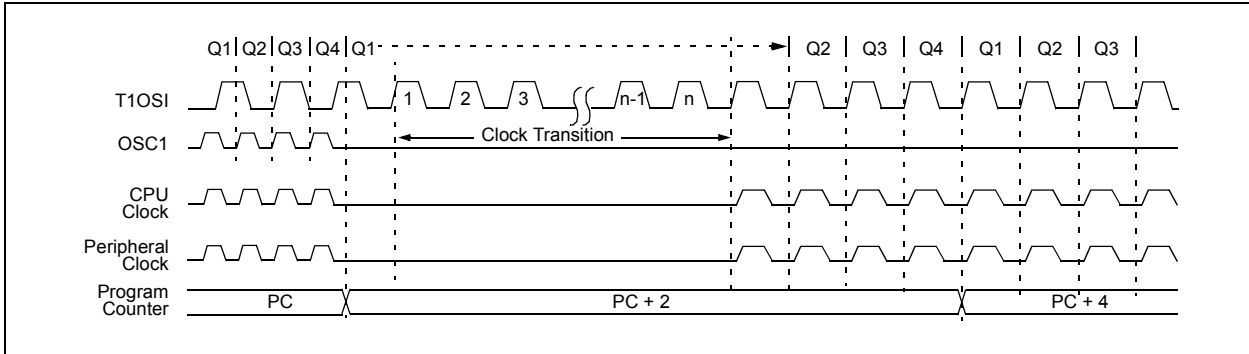 Q1 Q2 Q3 Q4 Q1 Q2 Q3 Q4 Q1 Q2 Q3
T1OSI 1 2 3 n-1 n
Clock Transition
OSC1
CPU
Clock
Peripheral
Clock
Program
Counter
PC PC + 2 PC + 4